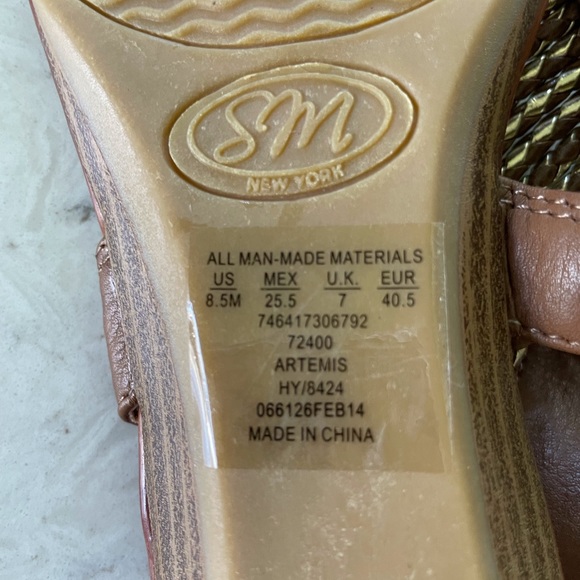 SM
NEW YORK
ALL MAN-MADE MATERIALS
US MEX U.K. EUR
8.5M 25.5 7 40.5
746417306792
72400
ARTEMIS
HY/8424
066126FEB14
MADE IN CHINA